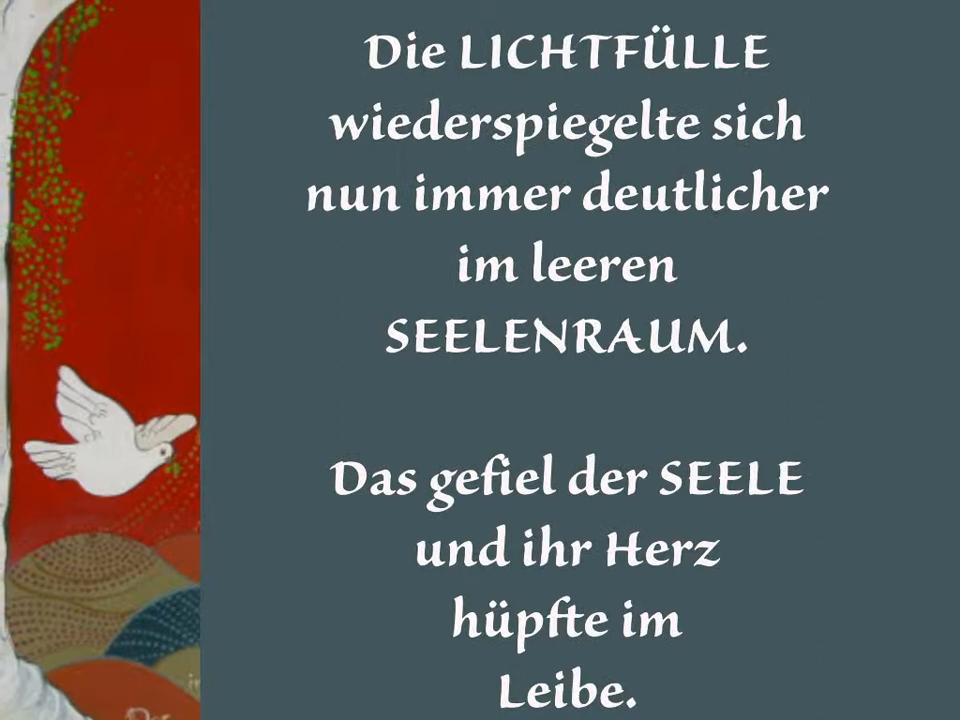 Die LICHTFÜLLE
wiederspiegelte sich
nun immer deutlicher
im leeren
SEELENRAUM.
Das gefiel der SEELE
und ihr Herz
hüpfte im
Leibe.